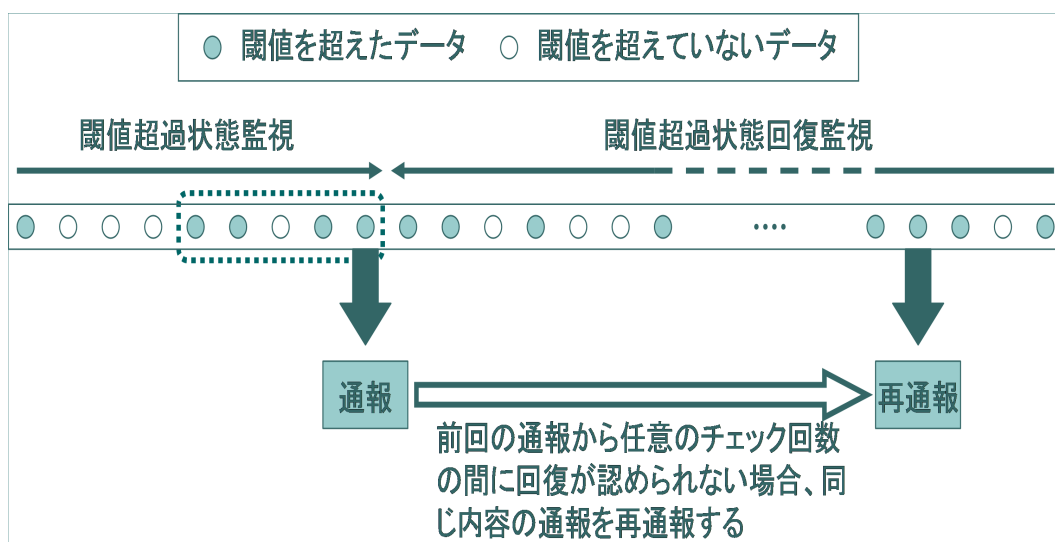 閾値を超えたデータ 閾値を超えていないデータ
閾値超過状態監視 閾値超過状態回復監視
....
通報 再通報
前回の通報から任意のチェック回数
の間に回復が認められない場合、同
じ内容の通報を再通報する